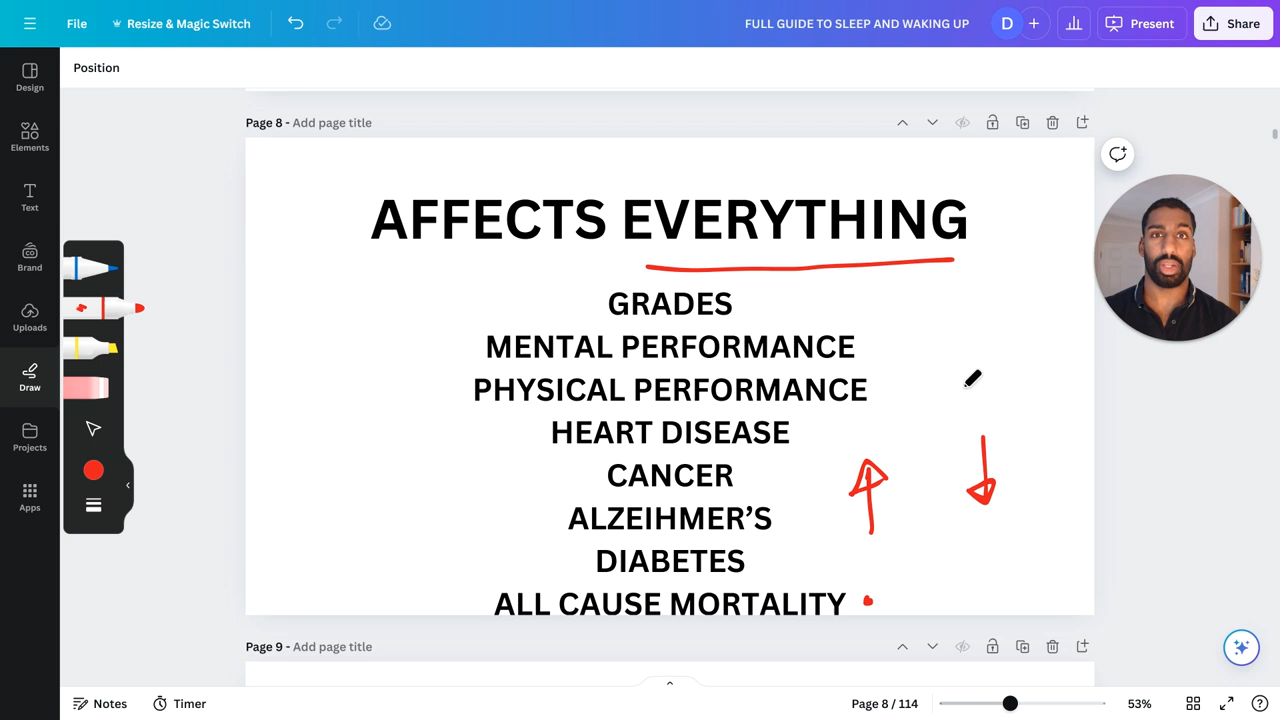 File
Resize & Magic Switch
FULL GUIDE TO SLEEP AND WAKING UP
D
Present
Share
Position
Design
Elements
Text
Brand
Uploads
Draw
Projects
Apps
Page 8 - Add page title
AFFECTS EVERYTHING
GRADES
MENTAL PERFORMANCE
PHYSICAL PERFORMANCE
HEART DISEASE
CANCER
ALZEIHMER’S
DIABETES
ALL CAUSE MORTALITY
Page 9 - Add page title
Notes
Timer
Page 8 / 114
53%